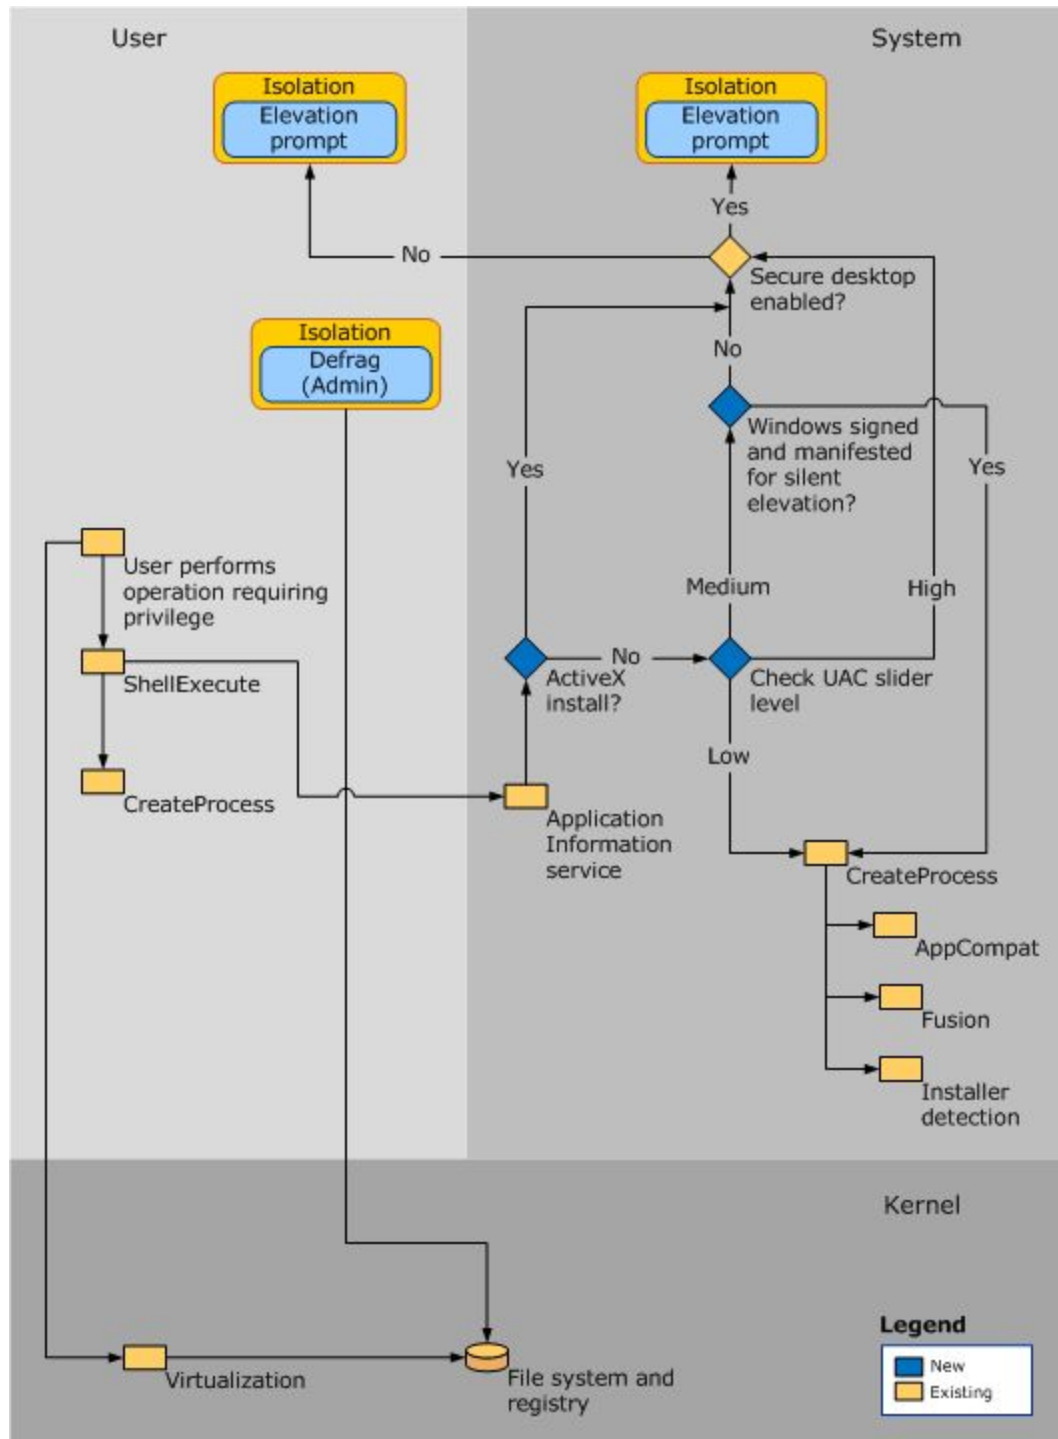 User
System
Isolation
Elevation
prompt
Isolation
Elevation
prompt
Yes
No
Secure desktop
enabled?
Isolation
Defrag
(Admin)
No
Windows signed
and manifested
for silent
elevation?
Yes
Yes
User performs
operation requiring
privilege
Medium
High
ShellExecute
No
ActiveX
install?
Check UAC slider
level
Low
CreateProcess
Application
Information
service
CreateProcess
AppCompat
Fusion
Installer
detection
Kernel
Virtualization
File system and
registry
Legend
New
Existing